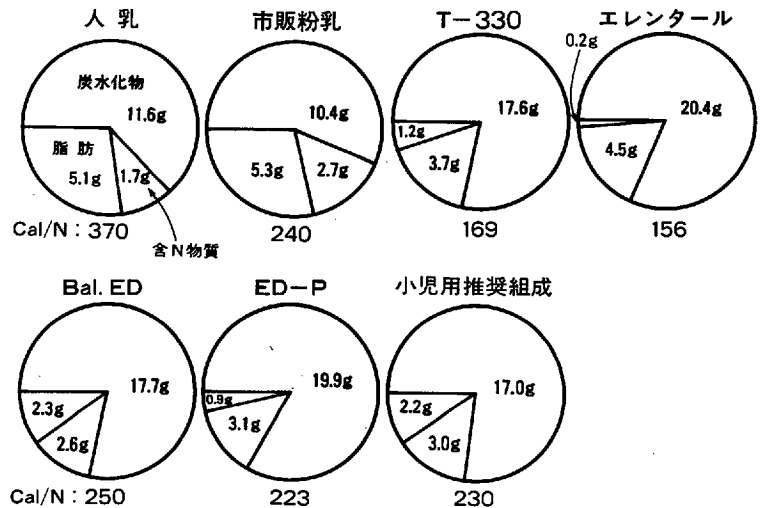 人乳
市販粉乳
T-330
エレンタール
炭水化物
11.6g
脂肪
5.1g
1.7g
10.4g
5.3g
2.7g
17.6g
1.2g
3.7g
0.2g
20.4g
4.5g
Cal/N：370
含N物質
240
169
156
Bal.ED
ED-P
小児用推奨組成
17.7g
2.3g
2.6g
19.9g
0.9g
3.1g
17.0g
2.2g
3.0g
Cal/N：250
223
230